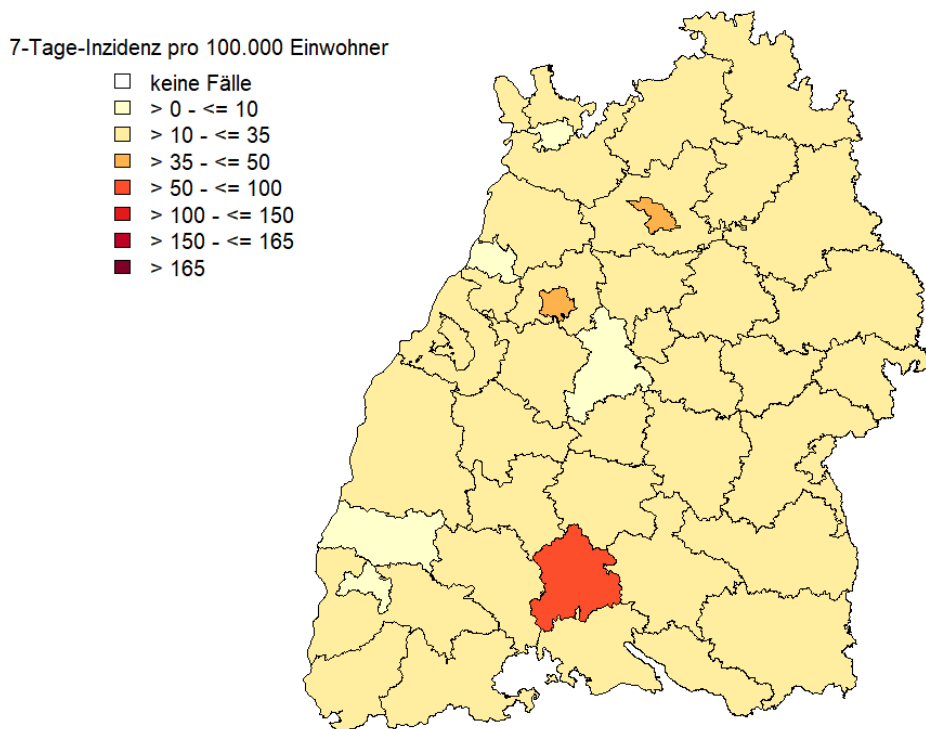 7-Tage-Inzidenz pro 100.000 Einwohner
keine Fälle
> 0 - <= 10
> 10 - <= 35
> 35 - <= 50
> 50 - <= 100
> 100 - <= 150
> 150 - <= 165
> 165